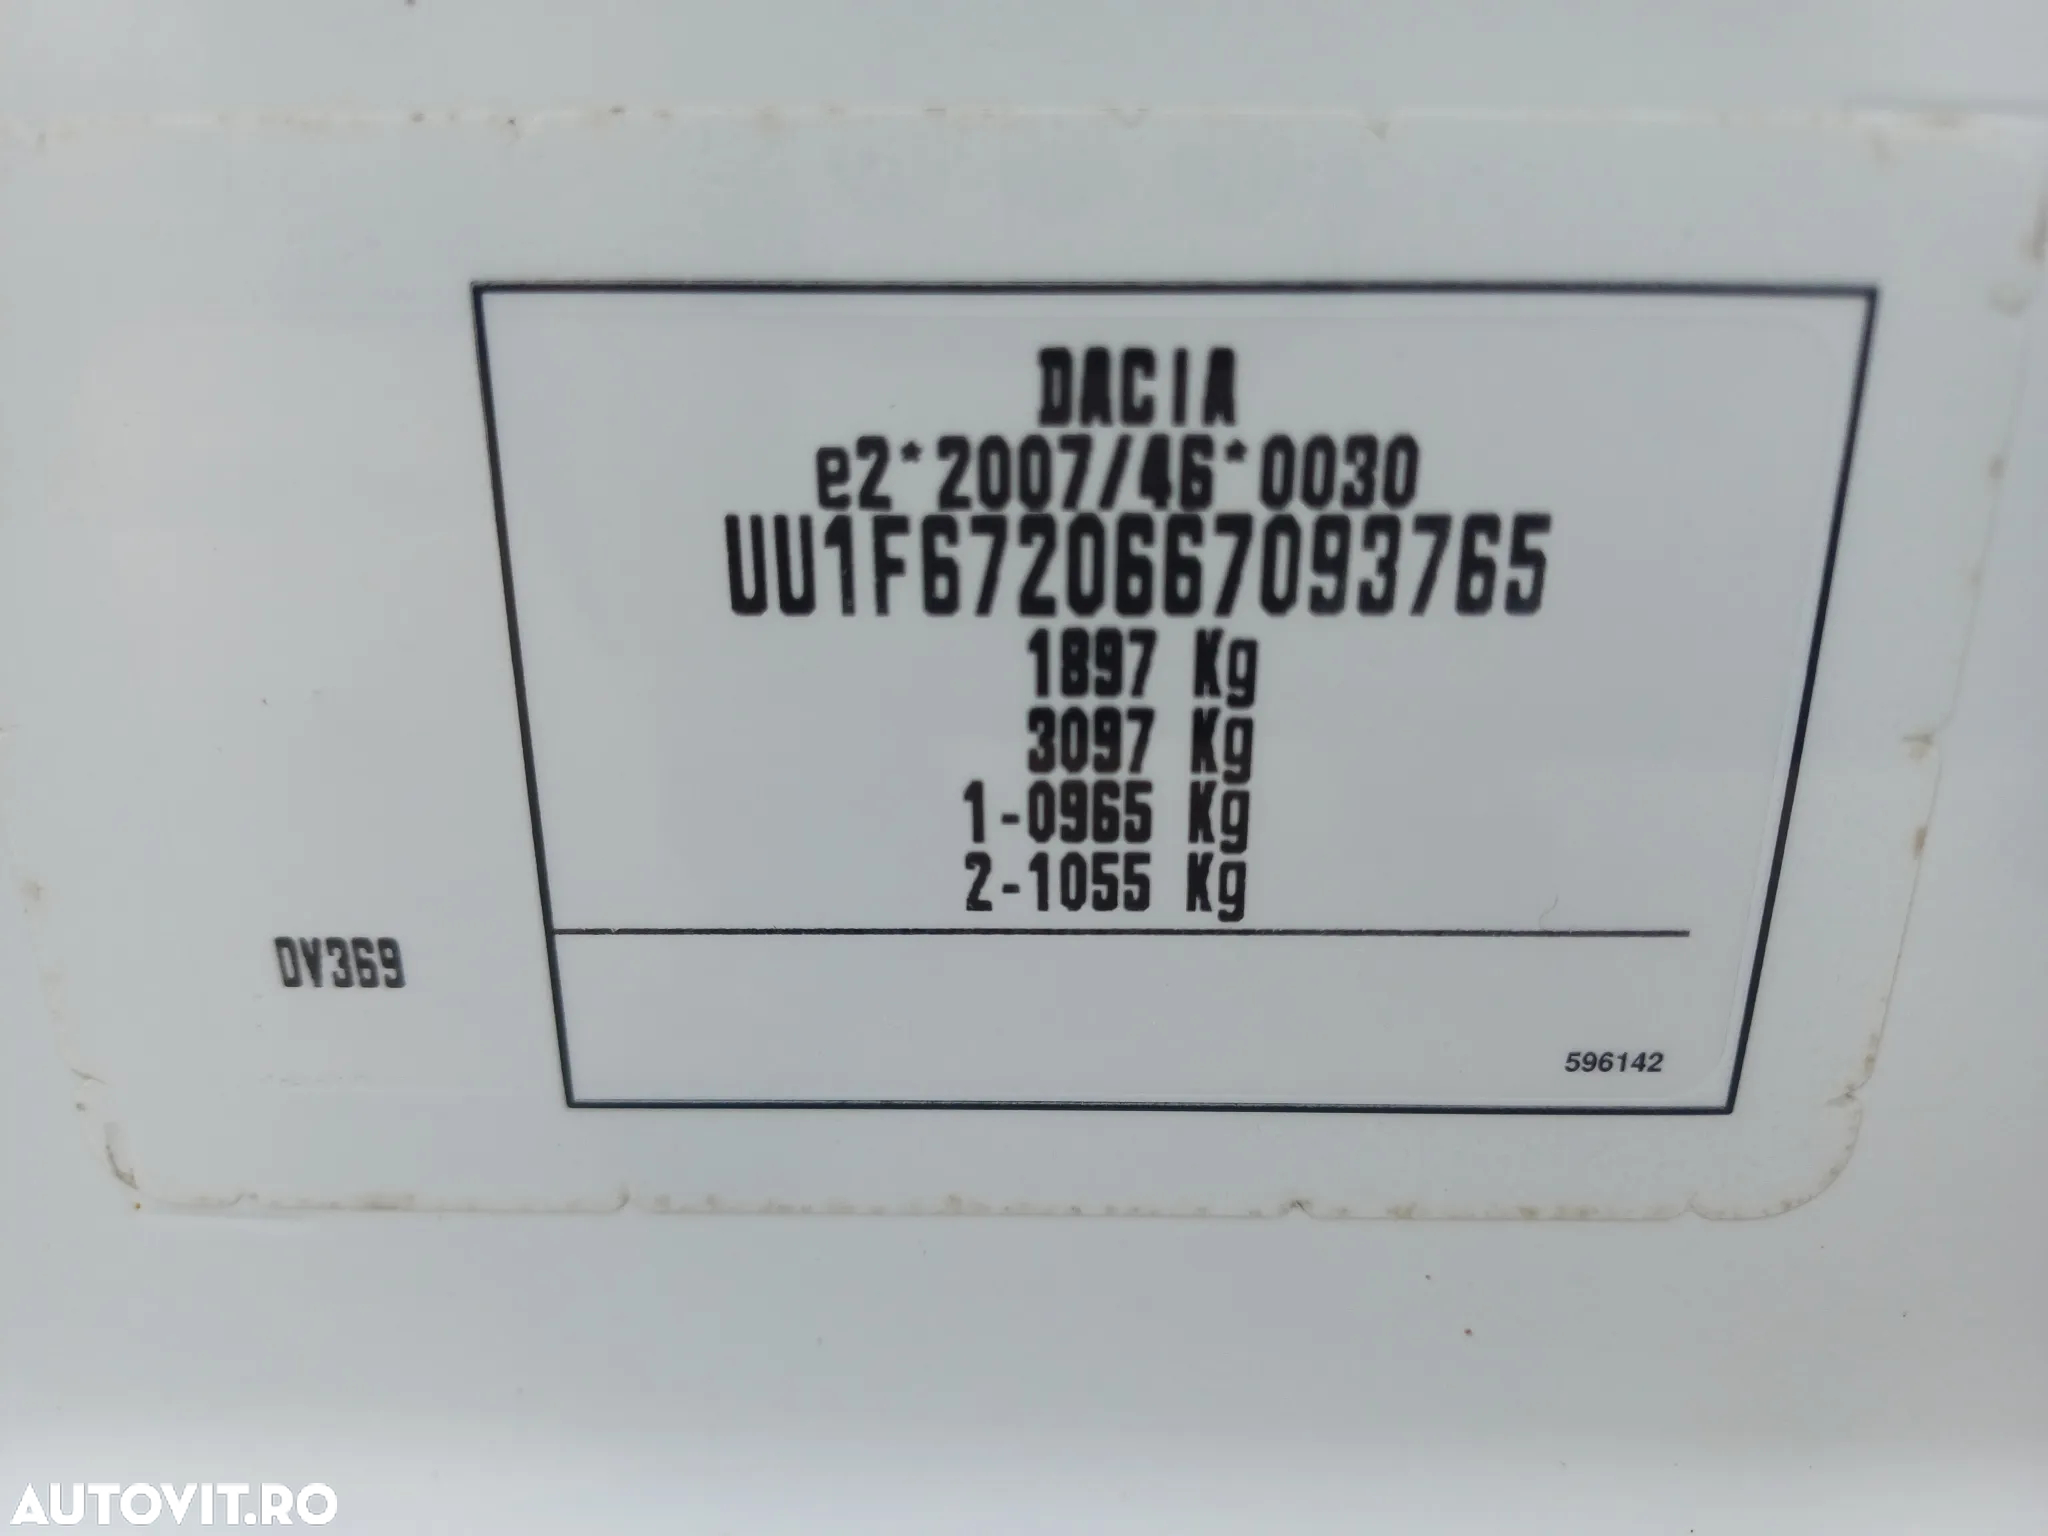 DACIA
e2*2007/46*0030
UU1F6720667093765
1897 Kg
3097 Kg
1-0965 Kg
2-1055 Kg
DV369
596142
AUTOVIT.RO